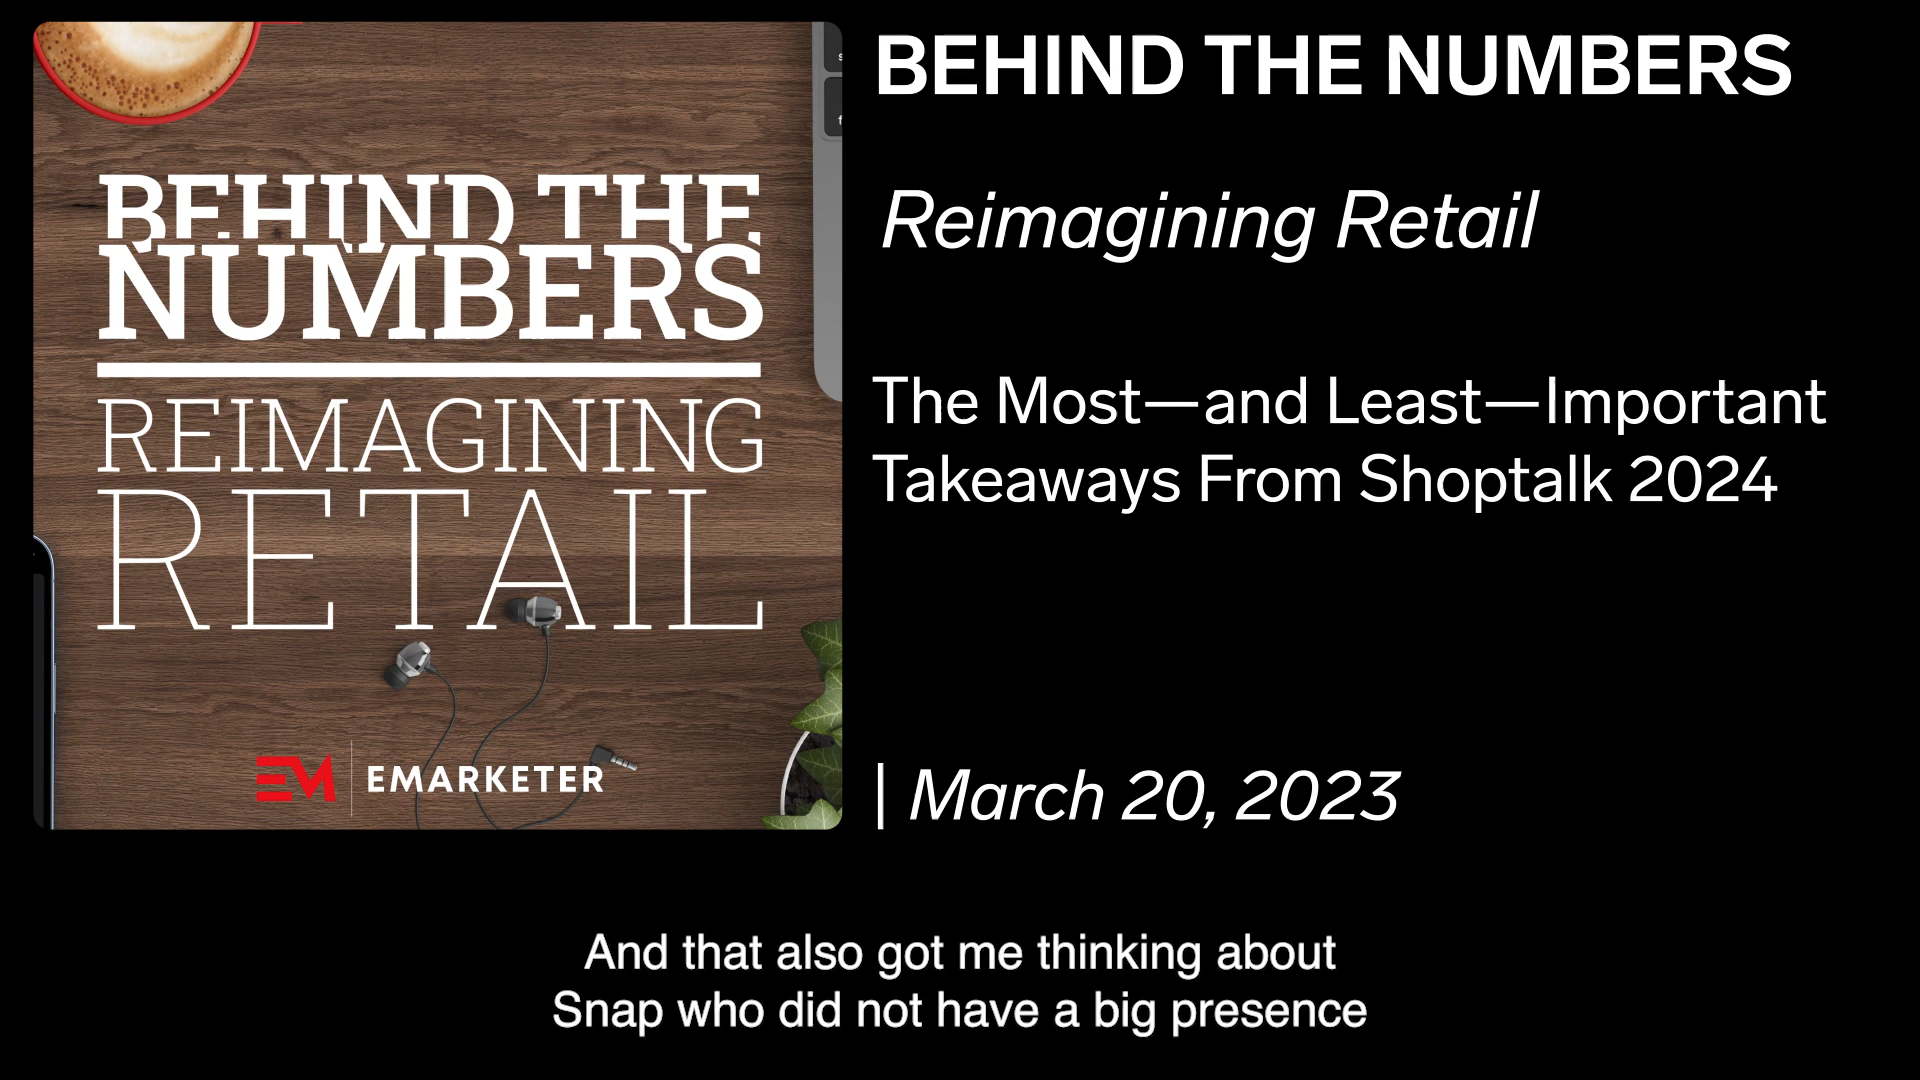 BEHIND THE
NUMBERS
REIMAGINING
RETAIL
EM EMARKETER
BEHIND THE NUMBERS
Reimagining Retail
The Most—and Least—Important
Takeaways From Shoptalk 2024
| March 20, 2023
And that also got me thinking about
Snap who did not have a big presence